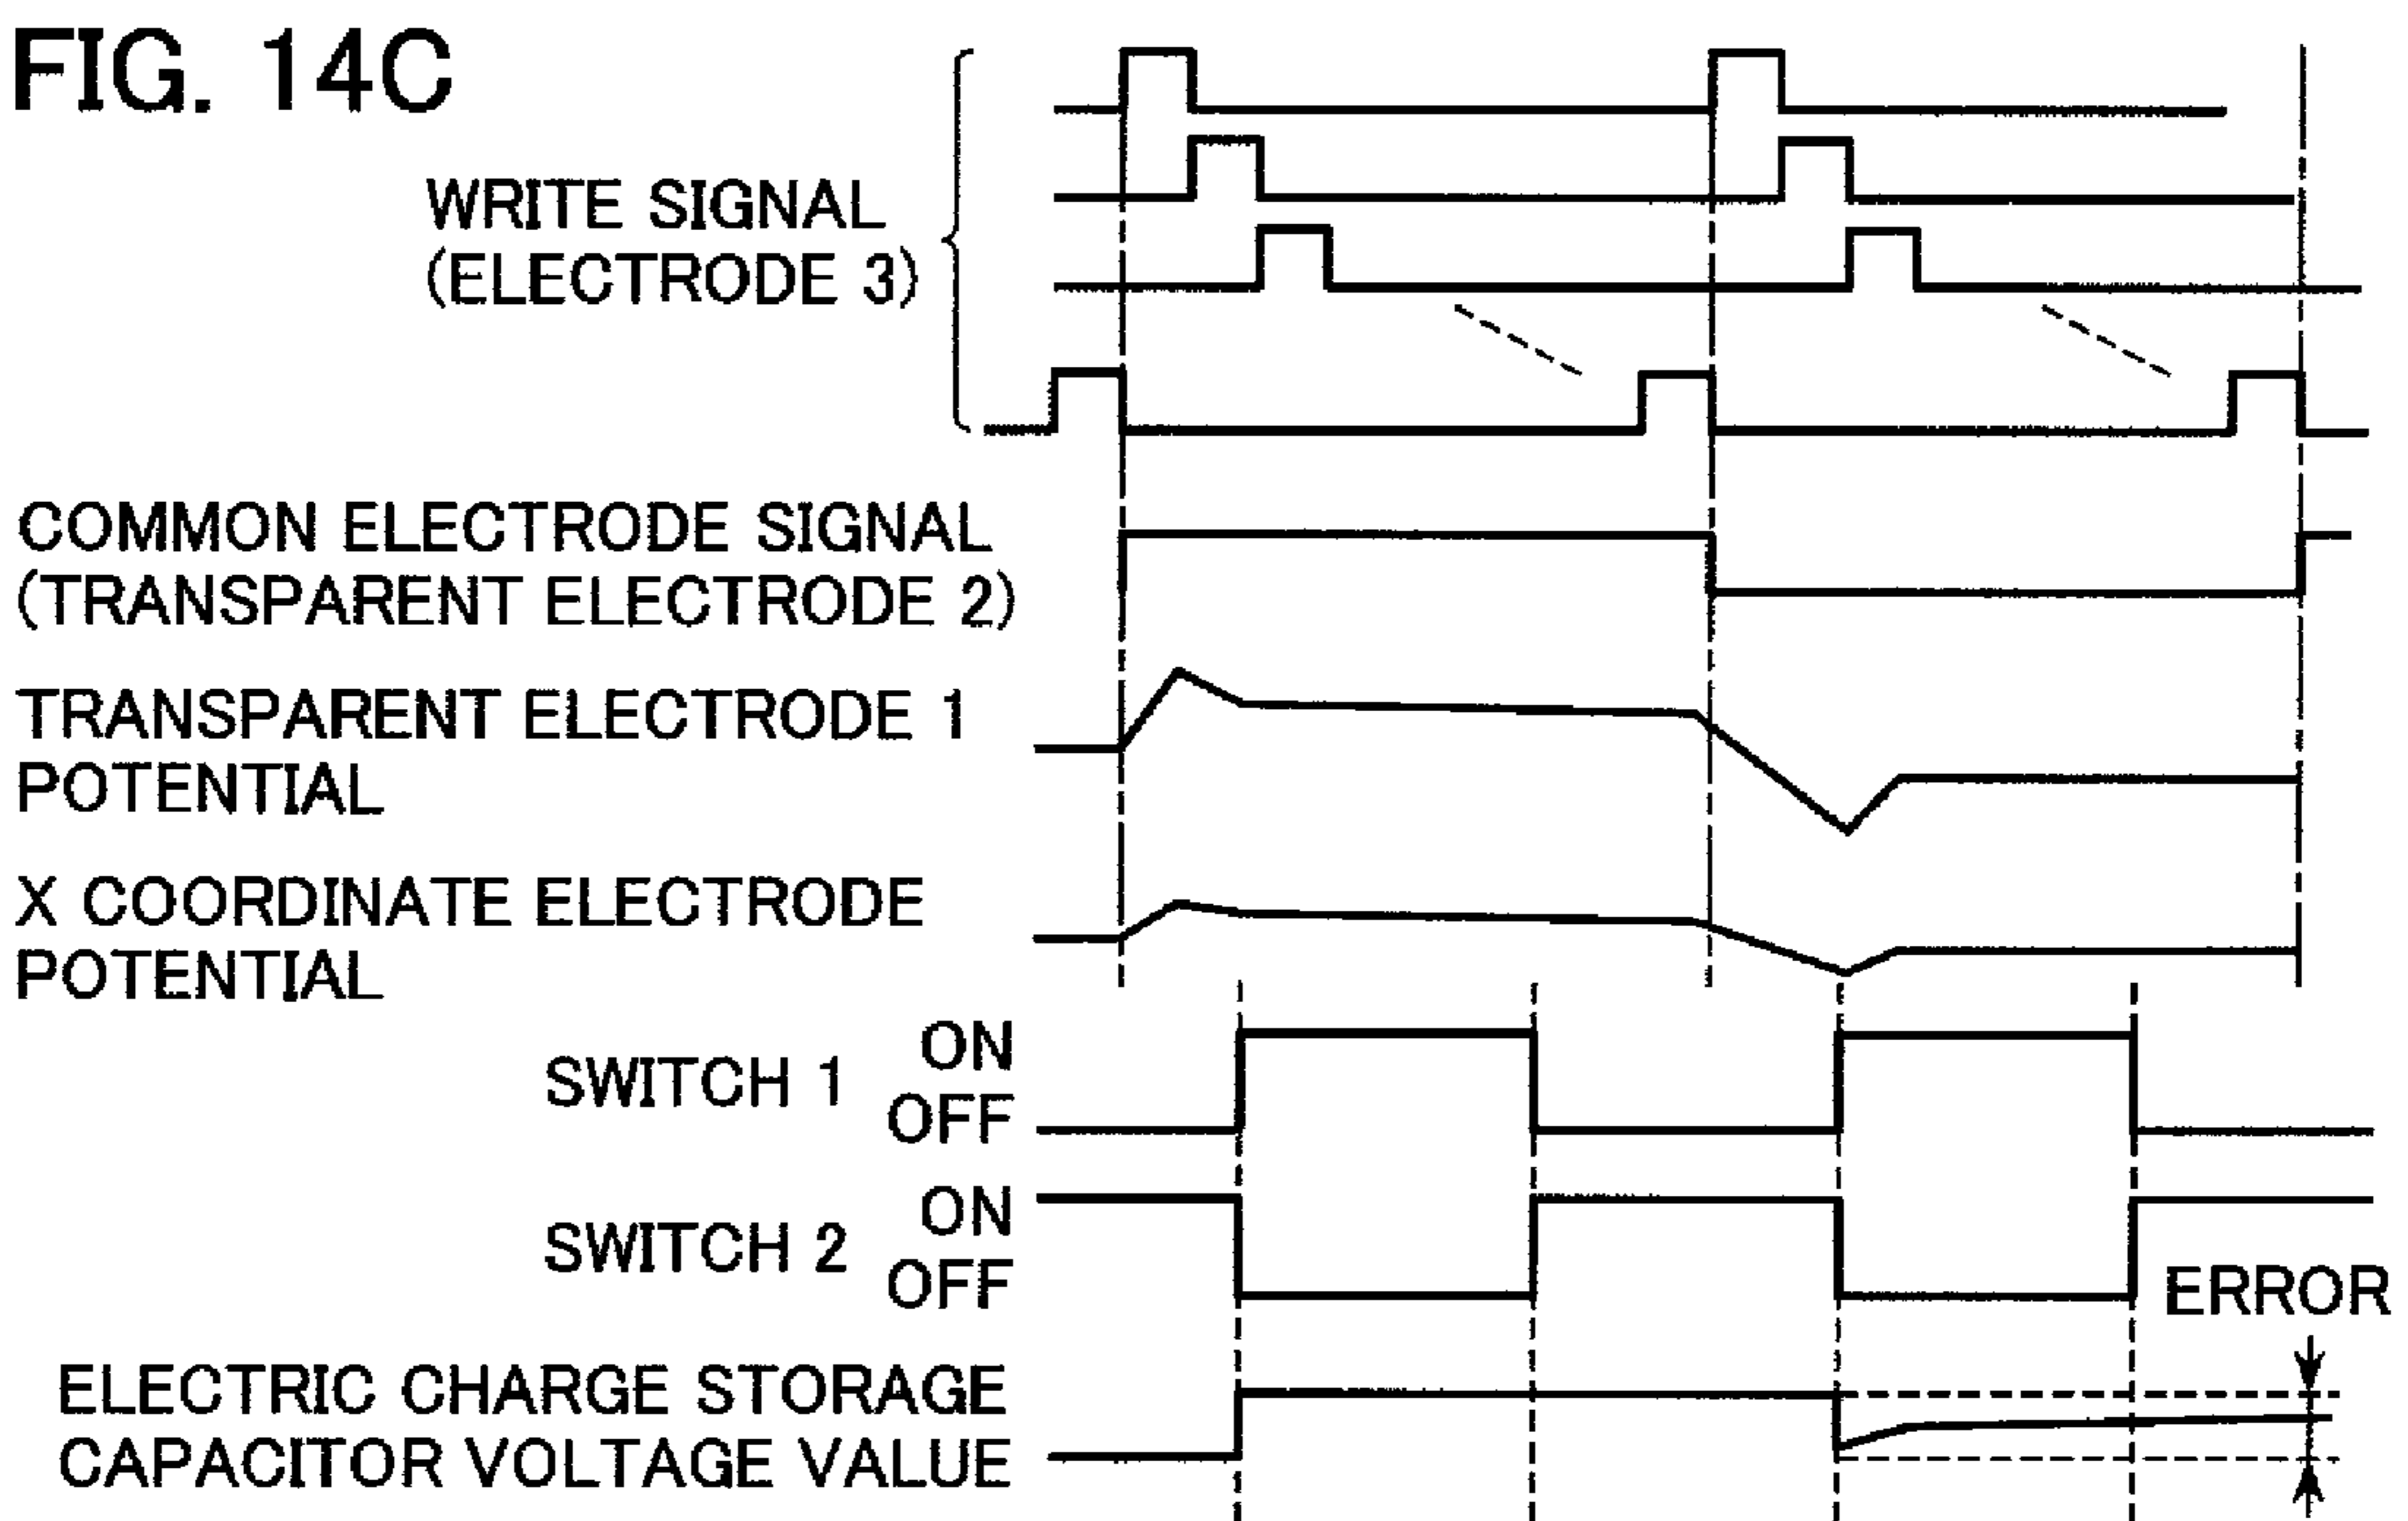 FIG. 14C
WRITE SIGNAL
(ELECTRODE 3)
COMMON ELECTRODE SIGNAL
(TRANSPARENT ELECTRODE 2)
TRANSPARENT ELECTRODE 1
POTENTIAL
X COORDINATE ELECTRODE
POTENTIAL
SWITCH 1
ON
OFF
SWITCH 2
ON
OFF
ERROR
ELECTRIC CHARGE STORAGE
CAPACITOR VOLTAGE VALUE